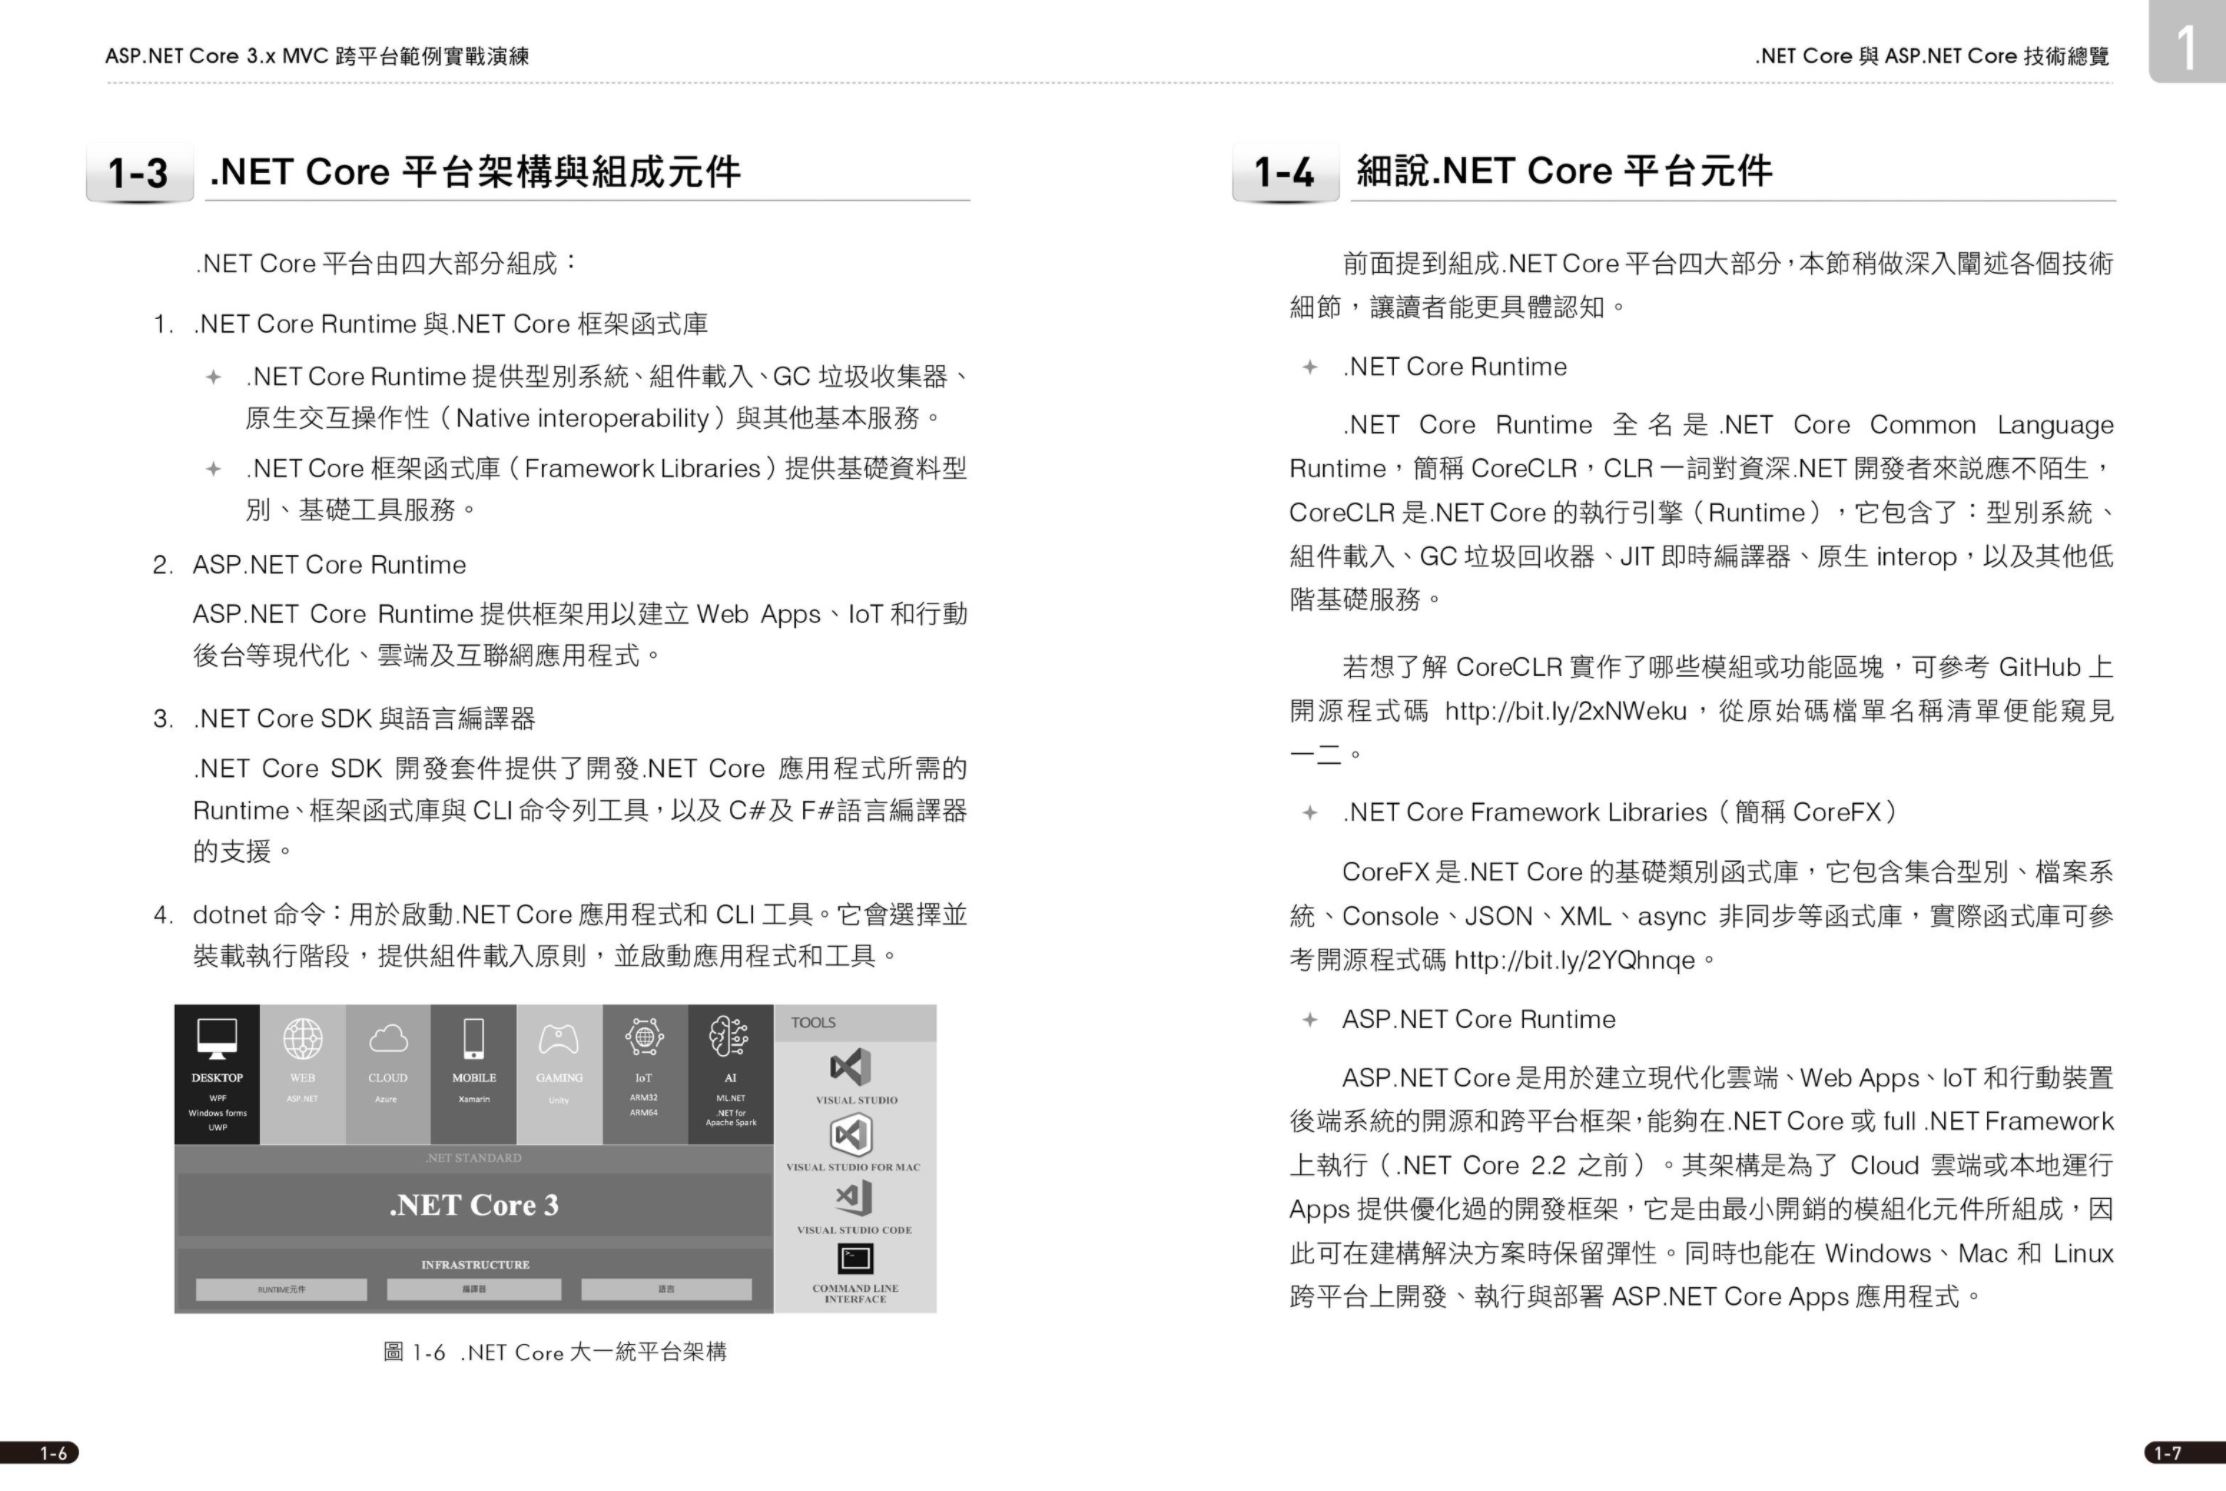 ASP.NET Core 3.x MVC 跨平台範例實戰演練
1-3 .NET Core 平台架構與組成元件
.NET Core 平台由四大部分組成：
1. .NET Core Runtime 與.NET Core 框架函式庫
.NET Core Runtime 提供型別系統、組件載入、GC 垃圾收集器、
原生交互操作性（Native interoperability）與其他基本服務。
.NET Core 框架函式庫（Framework Libraries）提供基礎資料型
別、基礎工具服務。
2. ASP.NET Core Runtime
ASP.NET Core Runtime 提供框架用以建立 Web Apps、IoT 和行動
後台等現代化、雲端及互聯網應用程式。
3. .NET Core SDK 與語言編譯器
.NET Core SDK 開發套件提供了開發.NET Core 應用程式所需的
Runtime、框架函式庫與 CLI 命令列工具，以及 C#及 F#語言編譯器
的支援。
4. dotnet 命令：用於啟動.NET Core 應用程式和 CLI 工具。它會選擇並
裝載執行階段，提供組件載入原則，並啟動應用程式和工具。
DESKTOP
WPF
Windows forms
UWP
WEB
ASP.NET
CLOUD
Azure
MOBILE
Xamarin
GAMING
Unity
IoT
ARM32
ARM64
AI
ML.NET
.NET for
Apache Spark
.NET STANDARD
.NET Core 3
INFRASTRUCTURE
RUNTIME元件
編譯器
語言
TOOLS
VISUAL STUDIO
VISUAL STUDIO FOR MAC
VISUAL STUDIO CODE
COMMAND LINE
INTERFACE
圖 1-6 .NET Core 大一統平台架構
1-6
.NET Core 與 ASP.NET Core 技術總覽
1
1-4 細說.NET Core 平台元件
前面提到組成.NET Core 平台四大部分，本節稍做深入闡述各個技術
細節，讓讀者能更具體認知。
.NET Core Runtime
.NET Core Runtime 全名是.NET Core Common Language
Runtime，簡稱 CoreCLR，CLR 一詞對資深.NET 開發者來說應不陌生，
CoreCLR 是.NET Core 的執行引擎（Runtime），它包含了：型別系統、
組件載入、GC 垃圾回收器、JIT 即時編譯器、原生 interop，以及其他低
階基礎服務。
若想了解 CoreCLR 實作了哪些模組或功能區塊，可參考 GitHub 上
開源程式碼 http://bit.ly/2xNWeku，從原始碼檔單名稱清單便能窺見
一二。
.NET Core Framework Libraries（簡稱 CoreFX）
CoreFX 是.NET Core 的基礎類別函式庫，它包含集合型別、檔案系
統、Console、JSON、XML、async 非同步等函式庫，實際函式庫可參
考開源程式碼 http://bit.ly/2YQhnqe。
ASP.NET Core Runtime
ASP.NET Core 是用於建立現代化雲端、Web Apps、IoT 和行動裝置
後端系統的開源和跨平台框架，能夠在.NET Core 或 full .NET Framework
上執行（.NET Core 2.2 之前）。其架構是為了 Cloud 雲端或本地運行
Apps 提供優化過的開發框架，它是由最小開銷的模組化元件所組成，因
此可在建構解決方案時保留彈性。同時也能在 Windows、Mac 和 Linux
跨平台上開發、執行與部署 ASP.NET Core Apps 應用程式。
1-7